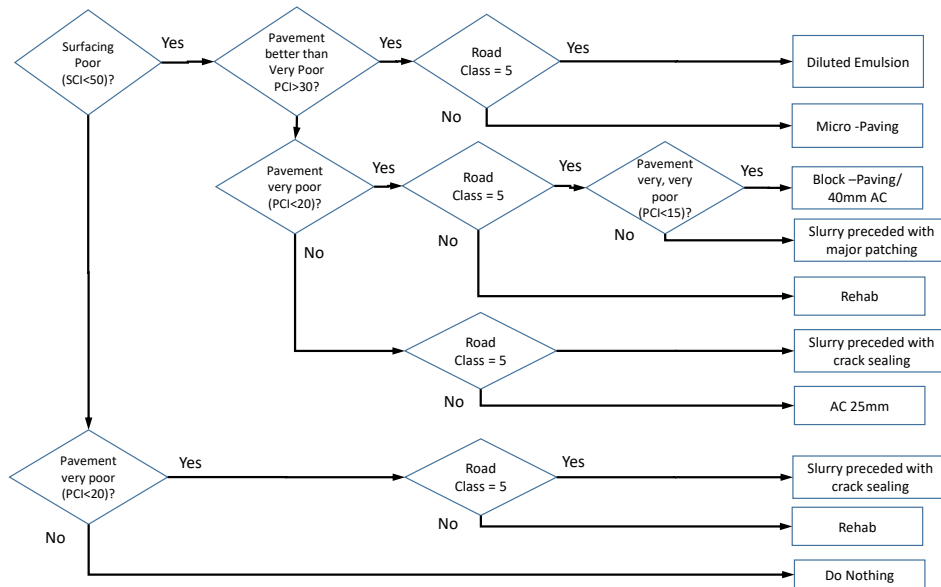 Surfacing
Poor
(SCI<50)?
Yes
Pavement
better than
Very Poor
PCI>30?
Yes
Road
Class = 5
Yes
Diluted Emulsion
No
Micro -Paving
Pavement
very poor
(PCI<20)?
Yes
Road
Class = 5
Yes
Pavement
very, very
poor
(PCI<15)?
Yes
Block –Paving/
40mm AC
No
No
No
Slurry preceded with
major patching
Rehab
Road
Class = 5
Slurry preceded with
crack sealing
No
AC 25mm
Pavement
very poor
(PCI<20)?
Yes
Road
Class = 5
Yes
Slurry preceded with
crack sealing
No
No
Rehab
Do Nothing